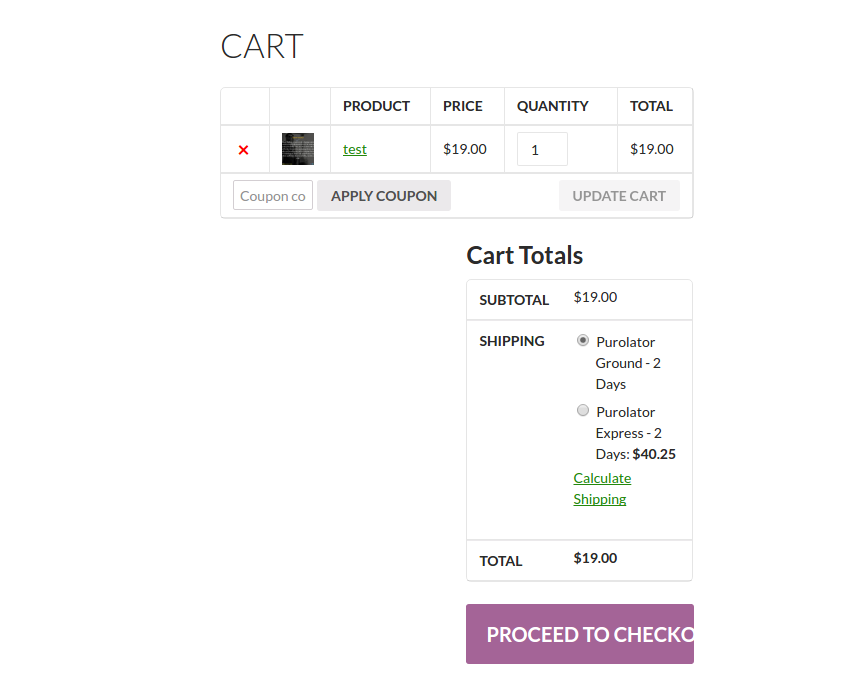 CART
PRODUCT PRICE QUANTITY TOTAL
× test $19.00 1 $19.00
Coupon co APPLY COUPON UPDATE CART
Cart Totals
SUBTOTAL $19.00
SHIPPING Purolator
Ground - 2
Days
Purolator
Express - 2
Days: $40.25
Calculate
Shipping
TOTAL $19.00
PROCEED TO CHECKO